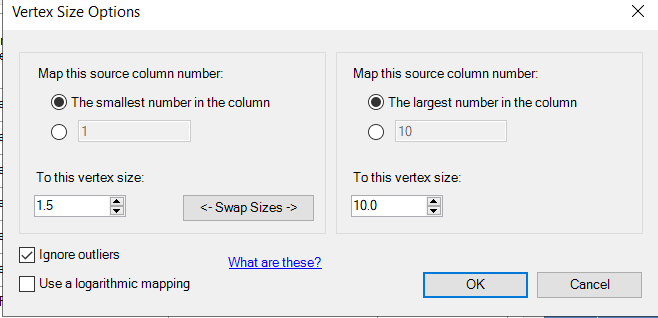 Vertex Size Options
Map this source column number:
The smallest number in the column
1
To this vertex size:
1.5
<- Swap Sizes ->
Map this source column number:
The largest number in the column
10
To this vertex size:
10.0
Ignore outliers
Use a logarithmic mapping
What are these?
OK
Cancel